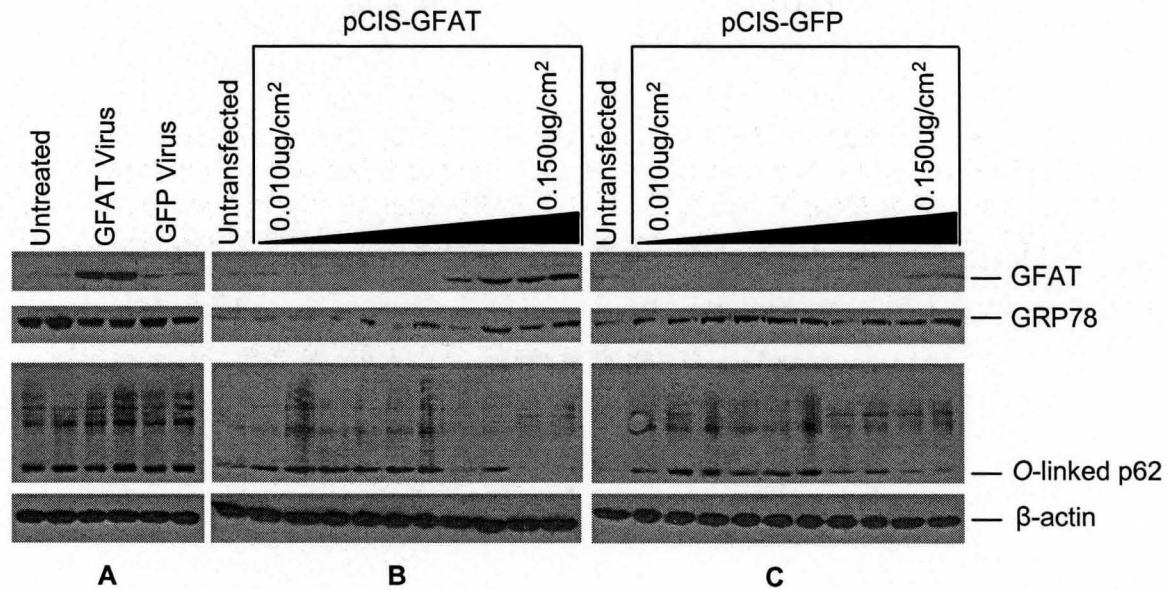 pCIS-GFAT
pCIS-GFP
Untreated
GFAT Virus
GFP Virus
Untransfected
0.010ug/cm²
0.150ug/cm²
Untransfected
0.010ug/cm²
0.150ug/cm²
GFAT
GRP78
O-linked p62
β-actin
A
B
C